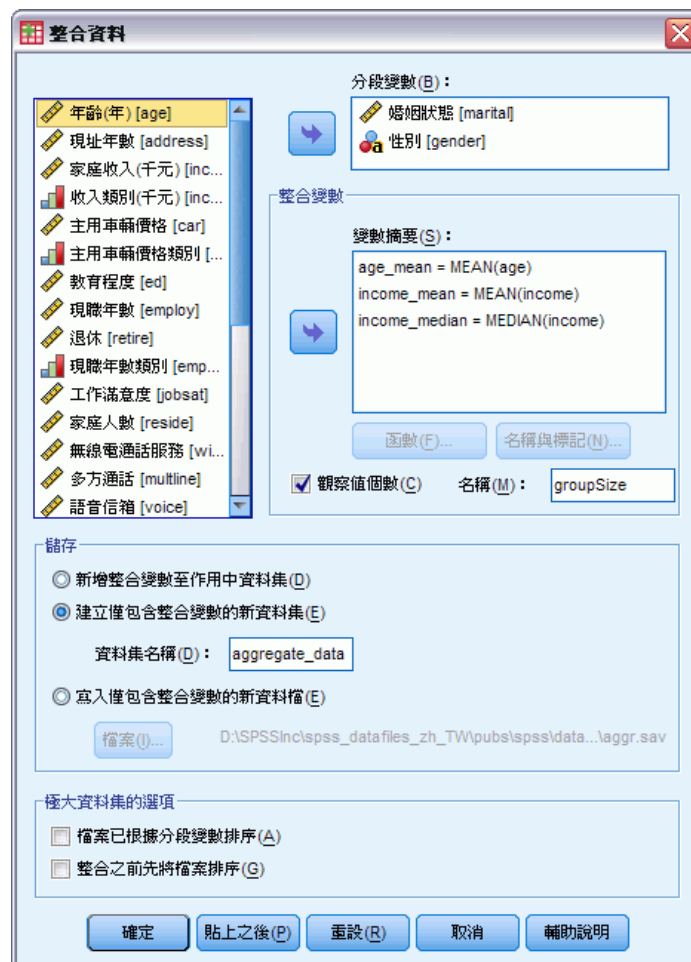 整合資料
年齡(年) [age]
現址年數 [address]
家庭收入(千元) [inc...
收入類別(千元) [inc...
主用車輛價格 [car]
主用車輛價格類別 [...
教育程度 [ed]
現職年數 [employ]
退休 [retire]
現職年數類別 [emp...
工作滿意度 [jobsat]
家庭人數 [reside]
無線電通話服務 [wi...
多方通話 [multline]
語音信箱 [voice]
分段變數(B)：
婚姻狀態 [marital]
a 性別 [gender]
整合變數
變數摘要(S)：
age_mean = MEAN(age)
income_mean = MEAN(income)
income_median = MEDIAN(income)
函數(F)...
名稱與標記(N)...
觀察值個數(C)
名稱(M)：
groupSize
儲存
新增整合變數至作用中資料集(D)
建立僅包含整合變數的新資料集(E)
資料集名稱(D)：
aggregate_data
寫入僅包含整合變數的新資料檔(E)
檔案(I)...
D:\SPSSInc\spss_datafiles_zh_TW\pubs\spss\data...\aggr.sav
極大資料集的選項
檔案已根據分段變數排序(A)
整合之前先將檔案排序(G)
確定
貼上之後(P)
重設(R)
取消
輔助說明